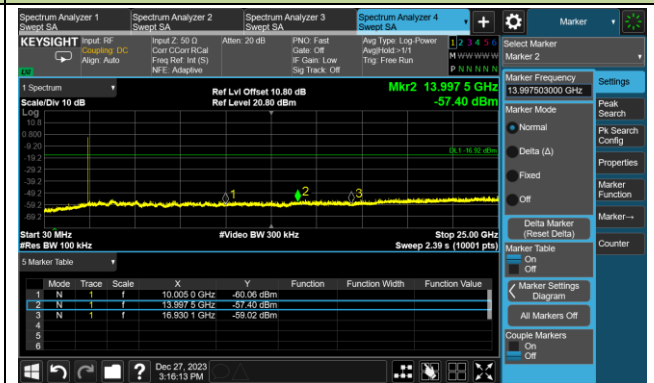 Spectrum Analyzer 1
Swept SA
Spectrum Analyzer 2
Swept SA
Spectrum Analyzer 3
Swept SA
Spectrum Analyzer 4
Swept SA
Marker
KEYSIGHT
Input: RF
Coupling: DC
Align: Auto
Input Z: 50 Ω
Corr CCorr RCal
Freq Ref: Int (S)
NFE: Adaptive
Atten: 20 dB
PNO: Fast
Gate: Off
IF Gain: Low
Sig Track: Off
Avg Type: Log-Power
Avg|Hold:>1/1
Trig: Free Run
1 2 3 4 5 6
M W W W W W
P N N N N N
LU
Select Marker
Marker 2
Marker Frequency
13.997503000 GHz
Settings
1 Spectrum
Scale/Div 10 dB
Log
Ref Lvl Offset 10.80 dB
Ref Level 20.80 dBm
Mkr2 13.997 5 GHz
-57.40 dBm
10.8
0.800
-9.20
-19.2
-29.2
-39.2
-49.2
-59.2
-69.2
DL1 -16.92 dBm
1
2
3
Start 30 MHz
#Res BW 100 kHz
#Video BW 300 kHz
Stop 25.00 GHz
Sweep 2.39 s (10001 pts)
Marker Mode
Normal
Delta (Δ)
Fixed
Off
Delta Marker
(Reset Delta)
Marker Table
On
Off
Marker Settings
Diagram
All Markers Off
Couple Markers
On
Off
Peak
Search
Pk Search
Config
Properties
Marker
Function
Marker→
Counter
5 Marker Table
Mode Trace Scale X Y Function Function Width Function Value
1 N 1 f 10.005 0 GHz -60.06 dBm
2 N 1 f 13.997 5 GHz -57.40 dBm
3 N 1 f 16.930 1 GHz -59.02 dBm
4
5
6
?
Dec 27, 2023
3:16:13 PM